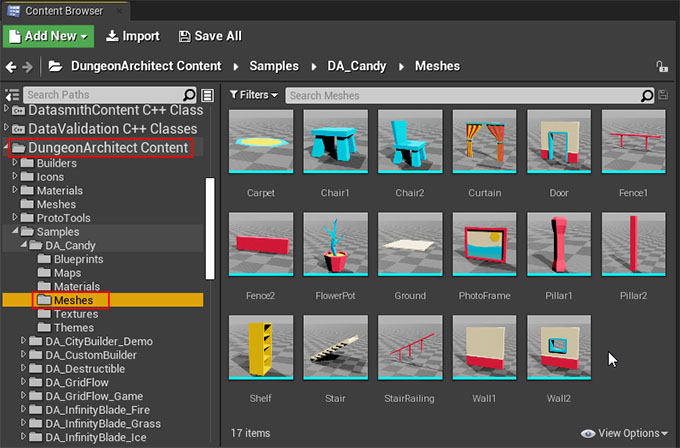 Content Browser
Add New
Import
Save All
DungeonArchitect Content
Samples
DA_Candy
Meshes
Search Paths
DatasmithContent C++ Class
DataValidation C++ Classes
DungeonArchitect Content
Builders
Icons
Materials
Meshes
ProtoTools
Samples
DA_Candy
Blueprints
Maps
Materials
Meshes
Textures
Themes
DA_CityBuilder_Demo
DA_CustomBuilder
DA_Destructible
DA_GridFlow
DA_GridFlow_Game
DA_InfinityBlade_Fire
DA_InfinityBlade_Grass
DA_InfinityBlade_Ice
Filters
Search Meshes
Carpet Chair1 Chair2 Curtain Door Fence1
Fence2 FlowerPot Ground PhotoFrame Pillar1 Pillar2
Shelf Stair StairRailing Wall1 Wall2
17 items
View Options